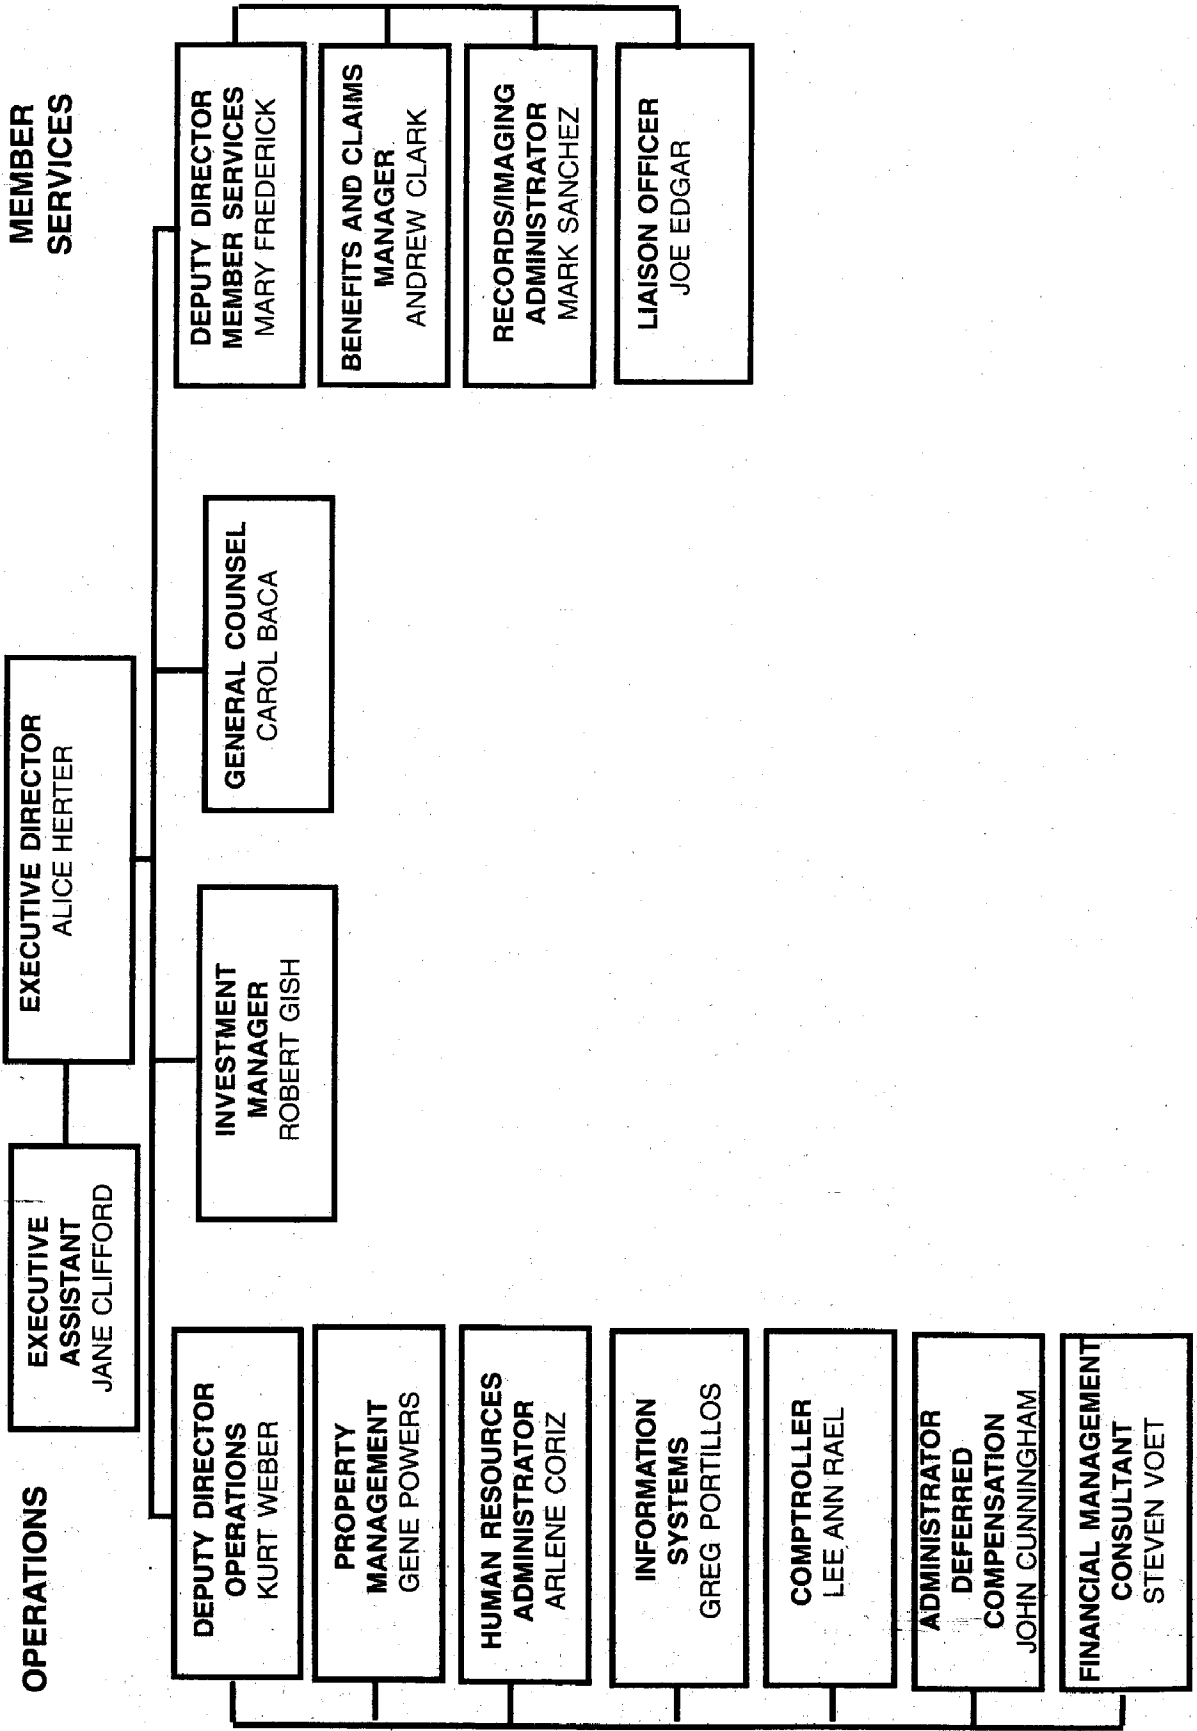 OPERATIONS
MEMBER
SERVICES
EXECUTIVE
ASSISTANT
JANE CLIFFORD
EXECUTIVE DIRECTOR
ALICE HERTER
DEPUTY DIRECTOR
OPERATIONS
KURT WEBER
PROPERTY
MANAGEMENT
GENE POWERS
HUMAN RESOURCES
ADMINISTRATOR
ARLENE CORIZ
INFORMATION
SYSTEMS
GREG PORTILLOS
COMPTROLLER
LEE ANN RAEL
ADMINISTRATOR
DEFERRED
COMPENSATION
JOHN CUNNINGHAM
FINANCIAL MANAGEMENT
CONSULTANT
STEVEN VOET
INVESTMENT
MANAGER
ROBERT GISH
GENERAL COUNSEL
CAROL BACA
DEPUTY DIRECTOR
MEMBER SERVICES
MARY FREDERICK
BENEFITS AND CLAIMS
MANAGER
ANDREW CLARK
RECORDS/IMAGING
ADMINISTRATOR
MARK SANCHEZ
LIAISON OFFICER
JOE EDGAR